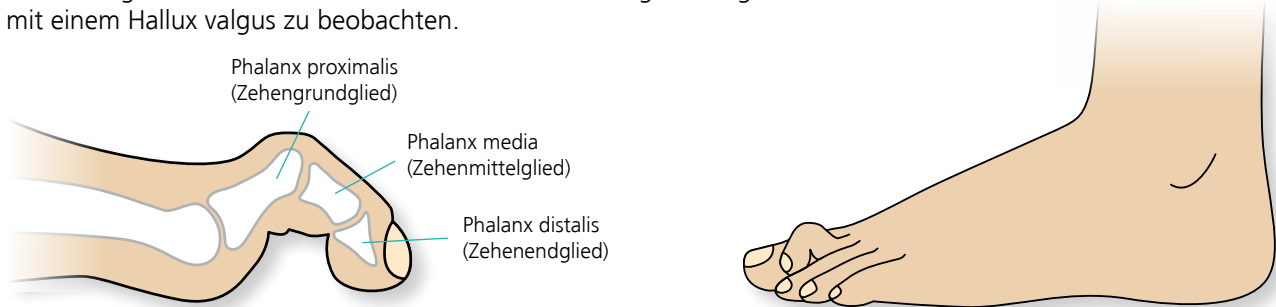 mit einem Hallux valgus zu beobachten.
Phalanx proximalis
(Zehengrundglied)
Phalanx media
(Zehenmittelglied)
Phalanx distalis
(Zehenendglied)